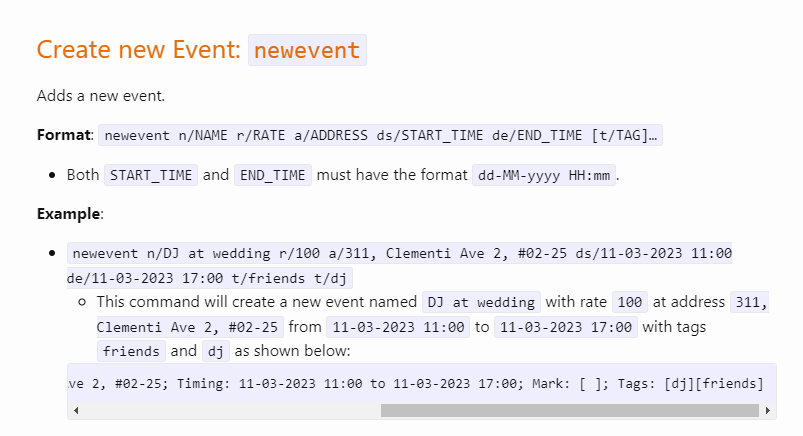 Create new Event: newevent
Adds a new event.
Format: newevent n/NAME r/RATE a/ADDRESS ds/START_TIME de/END_TIME [t/TAG]…
• Both START_TIME and END_TIME must have the format dd-MM-yyyy HH:mm.
Example:
• newevent n/DJ at wedding r/100 a/311, Clementi Ave 2, #02-25 ds/11-03-2023 11:00
de/11-03-2023 17:00 t/friends t/dj
◦ This command will create a new event named DJ at wedding with rate 100 at address 311,
Clementi Ave 2, #02-25 from 11-03-2023 11:00 to 11-03-2023 17:00 with tags
friends and dj as shown below:
ve 2, #02-25; Timing: 11-03-2023 11:00 to 11-03-2023 17:00; Mark: [ ]; Tags: [dj][friends]